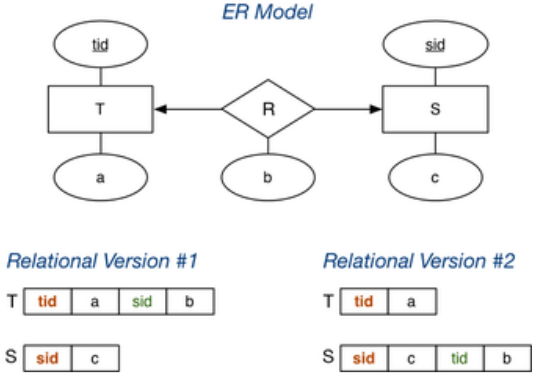 ER Model
tid
sid
T
R
S
a
b
c
Relational Version #1
T tid a sid b
S sid c
Relational Version #2
T tid a
S sid c tid b